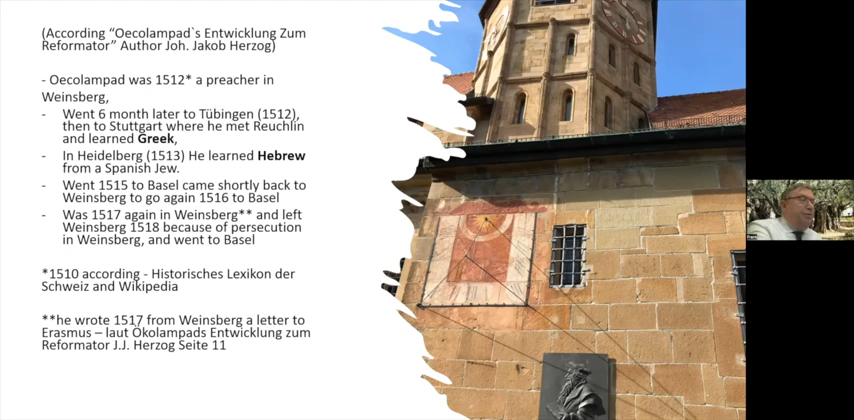 (According “Oecolampad`s Entwicklung Zum
Reformator” Author Joh. Jakob Herzog)
- Oecolampad was 1512* a preacher in
Weinsberg,
- Went 6 month later to Tübingen (1512),
then to Stuttgart where he met Reuchlin
and learned Greek,
- In Heidelberg (1513) He learned Hebrew
from a Spanish Jew.
- Went 1515 to Basel came shortly back to
Weinsberg to go again 1516 to Basel
- Was 1517 again in Weinsberg** and left
Weinsberg 1518 because of persecution
in Weinsberg, and went to Basel
*1510 according - Historisches Lexikon der
Schweiz and Wikipedia
**he wrote 1517 from Weinsberg a letter to
Erasmus – laut Ökolampads Entwicklung zum
Reformator J.J. Herzog Seite 11